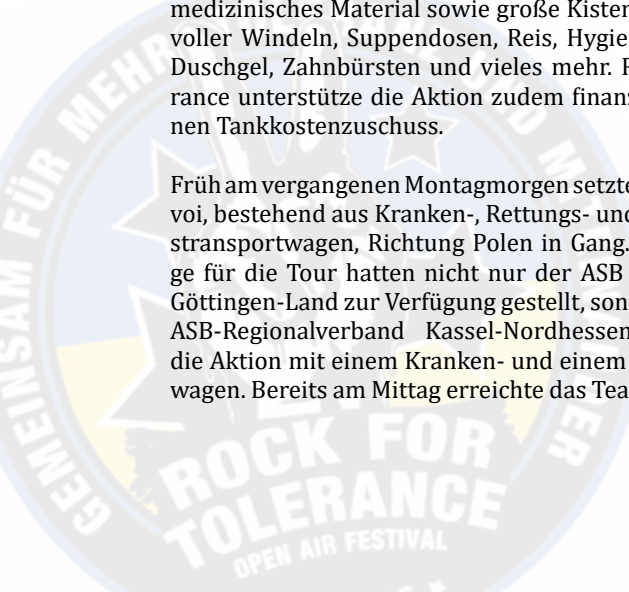 medizinisches Material sowie große Kisten
voller Windeln, Suppendosen, Reis, Hygie
Duschgel, Zahnbürsten und vieles mehr. R
rance unterstütze die Aktion zudem finanz
nen Tankkostenzuschuss.
Früh am vergangenen Montagmorgen setzte
voi, bestehend aus Kranken-, Rettungs- und
stransportwagen, Richtung Polen in Gang.
ge für die Tour hatten nicht nur der ASB
Göttingen-Land zur Verfügung gestellt, son
ASB-Regionalverband Kassel-Nordhessen
die Aktion mit einem Kranken- und einem
wagen. Bereits am Mittag erreichte das Tea
GEMEINSAM FÜR MEHR
ROCK FOR
TOLERANCE
OPEN AIR FESTIVAL